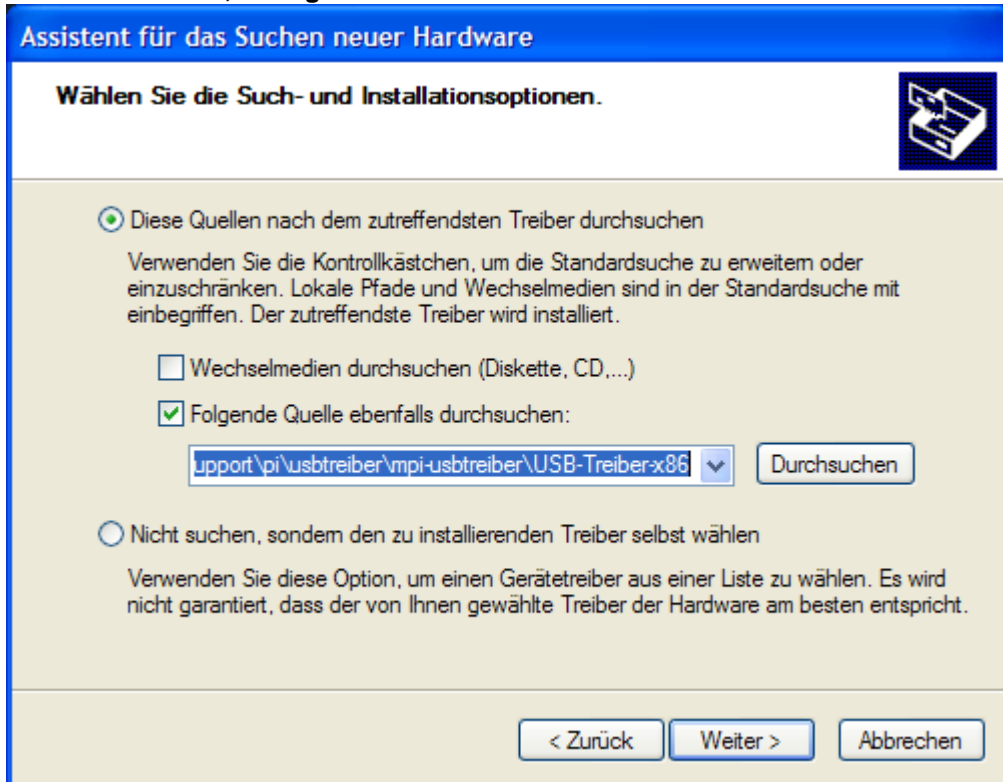 Assistent für das Suchen neuer Hardware
Wählen Sie die Such- und Installationsoptionen.
Diese Quellen nach dem zutreffendsten Treiber durchsuchen
Verwenden Sie die Kontrollkästchen, um die Standardsuche zu erweitern oder
einzuschränken. Lokale Pfade und Wechselmedien sind in der Standardsuche mit
einbegriffen. Der zutreffendste Treiber wird installiert.
Wechselmedien durchsuchen (Diskette, CD,...)
Folgende Quelle ebenfalls durchsuchen:
upport\pi\usbtreiber\mpi-usbtreiber\USB-Treiber-x86
Durchsuchen
Nicht suchen, sondern den zu installierenden Treiber selbst wählen
Verwenden Sie diese Option, um einen Gerätetreiber aus einer Liste zu wählen. Es wird
nicht garantiert, dass der von Ihnen gewählte Treiber der Hardware am besten entspricht.
< Zurück
Weiter >
Abbrechen